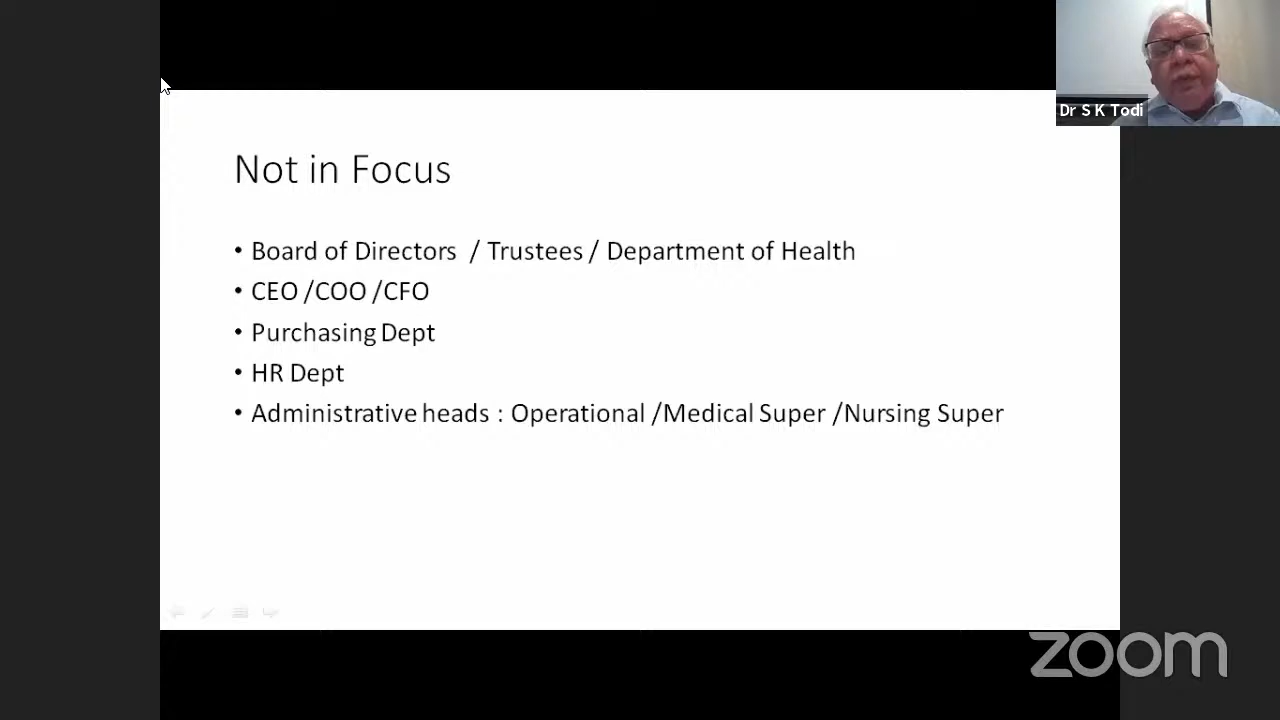 Dr S K Todi
Not in Focus
• Board of Directors / Trustees / Department of Health
• CEO /COO /CFO
• Purchasing Dept
• HR Dept
• Administrative heads : Operational /Medical Super /Nursing Super
zoom